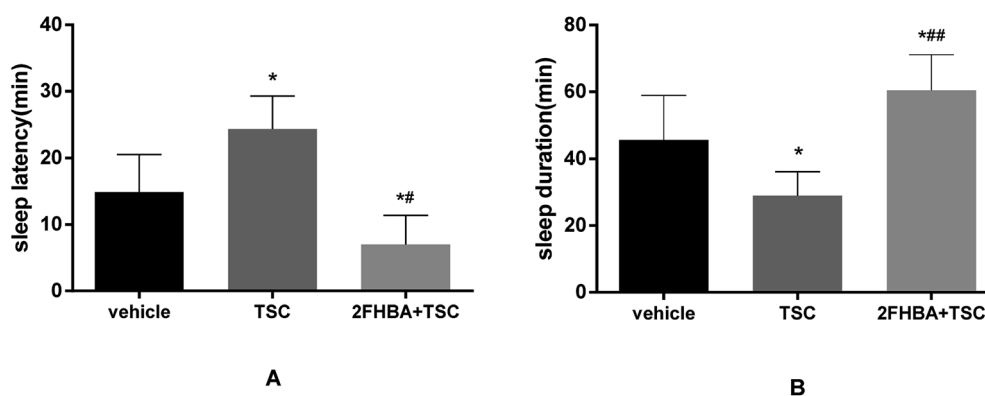 sleep latency(min)
40
30
20
10
0
*
*#
vehicle
TSC
2FHBA+TSC
A
sleep duration(min)
80
60
40
20
0
*
*##
vehicle
TSC
2FHBA+TSC
B